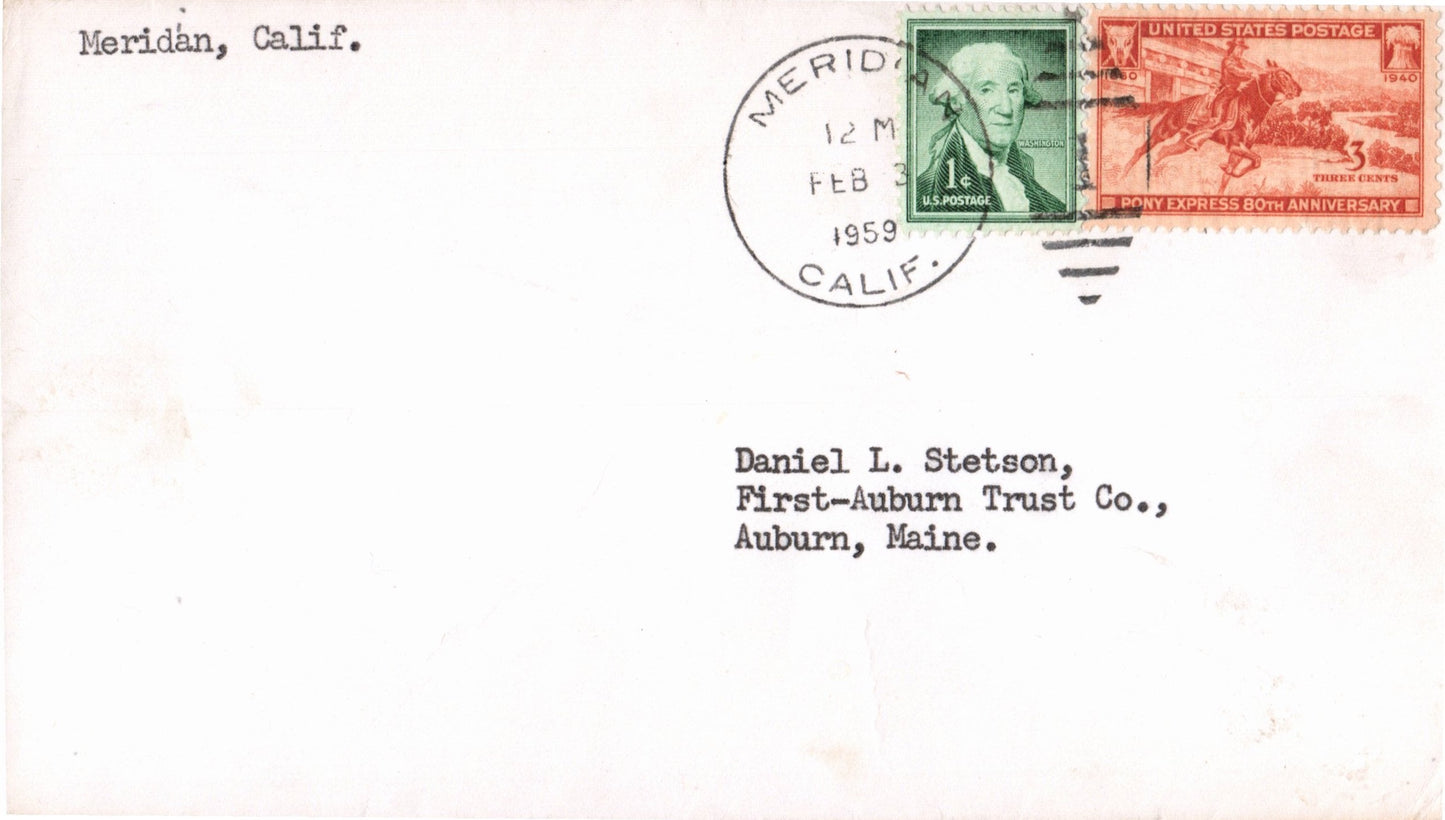 Meridan, Calif.
MERIDIAN
12 M
FEB 3
1959
CALIF.
WASHINGTON
1¢
U.S. POSTAGE
UNITED STATES POSTAGE
1940
3
THREE CENTS
PONY EXPRESS 80TH ANNIVERSARY
Daniel L. Stetson,
First-Auburn Trust Co.,
Auburn, Maine.